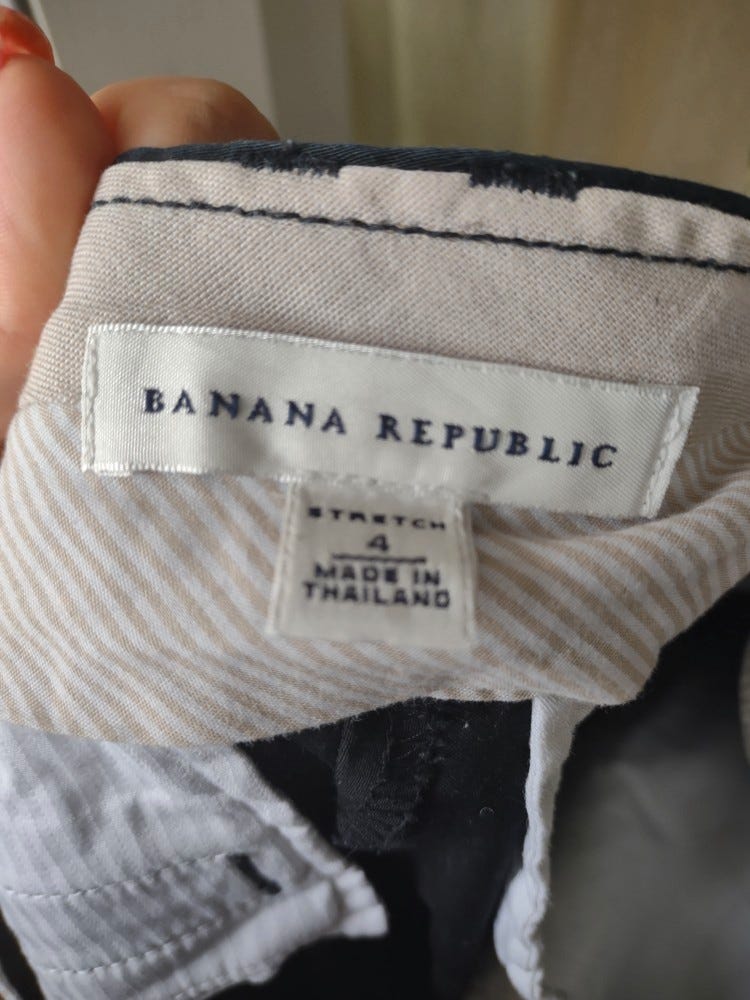 BANANA REPUBLIC
STRETCH
4
MADE IN
THAILAND